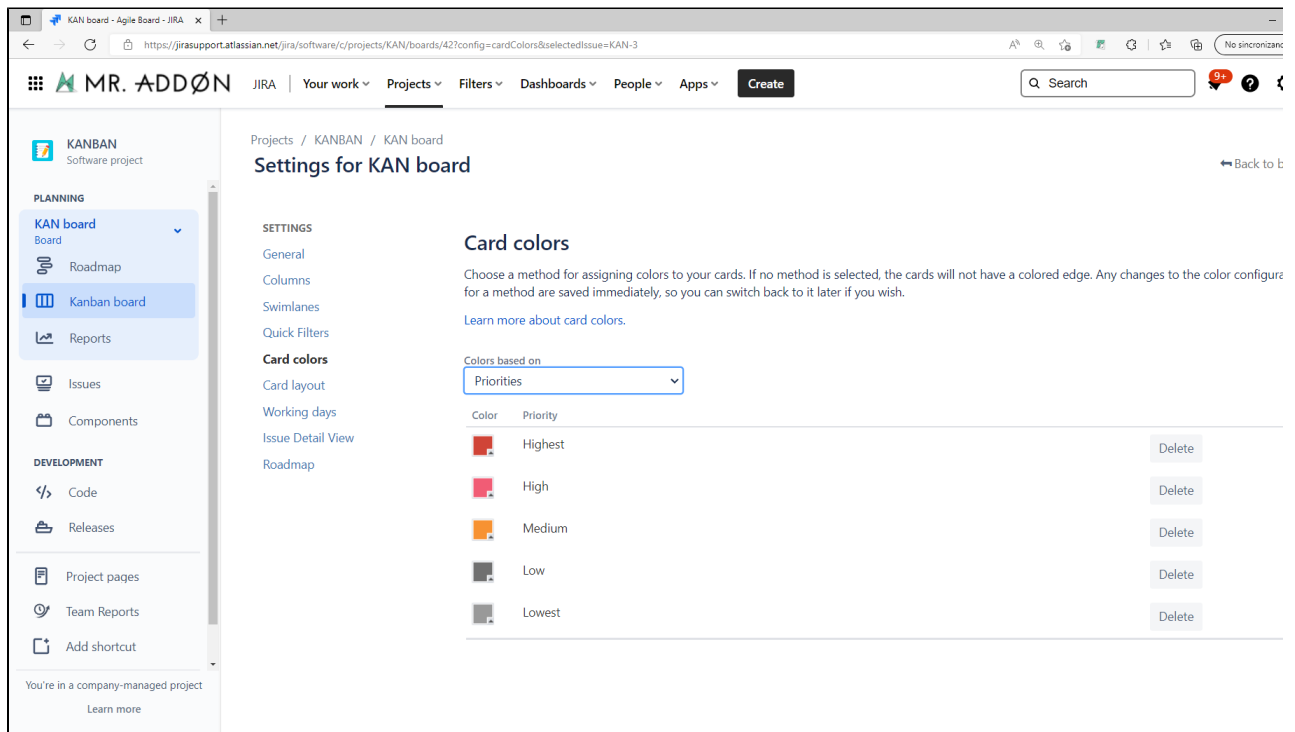 KAN board - Agile Board - JIRA
https://jirasupport.atlassian.net/jira/software/c/projects/KAN/boards/42?config=cardColors&selectedIssue=KAN-3
No sincronizanc
MR. ADDØN
JIRA
Your work
Projects
Filters
Dashboards
People
Apps
Create
Search
9+
KANBAN
Software project
PLANNING
KAN board
Board
Roadmap
Kanban board
Reports
Issues
Components
DEVELOPMENT
Code
Releases
Project pages
Team Reports
Add shortcut
You're in a company-managed project
Learn more
Projects / KANBAN / KAN board
Settings for KAN board
Back to b
SETTINGS
General
Columns
Swimlanes
Quick Filters
Card colors
Card layout
Working days
Issue Detail View
Roadmap
Card colors
Choose a method for assigning colors to your cards. If no method is selected, the cards will not have a colored edge. Any changes to the color configura
for a method are saved immediately, so you can switch back to it later if you wish.
Learn more about card colors.
Colors based on
Priorities
Color Priority
Highest Delete
High Delete
Medium Delete
Low Delete
Lowest Delete